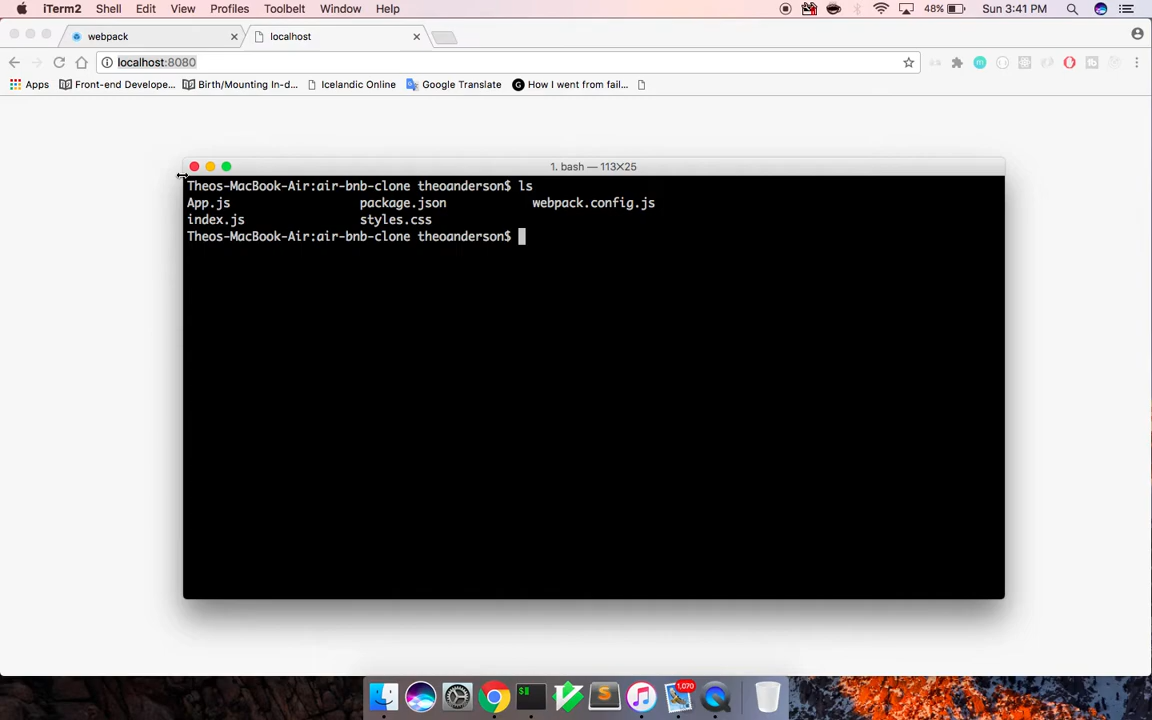 iTerm2 Shell Edit View Profiles Toolbelt Window Help 48% Sun 3:41 PM
webpack localhost
localhost:8080
Apps Front-end Develope... Birth/Mounting In-d... Icelandic Online Google Translate How I went from fail...
1. bash — 113×25
Theos-MacBook-Air:air-bnb-clone theoanderson$ ls
App.js package.json webpack.config.js
index.js styles.css
Theos-MacBook-Air:air-bnb-clone theoanderson$
1,070